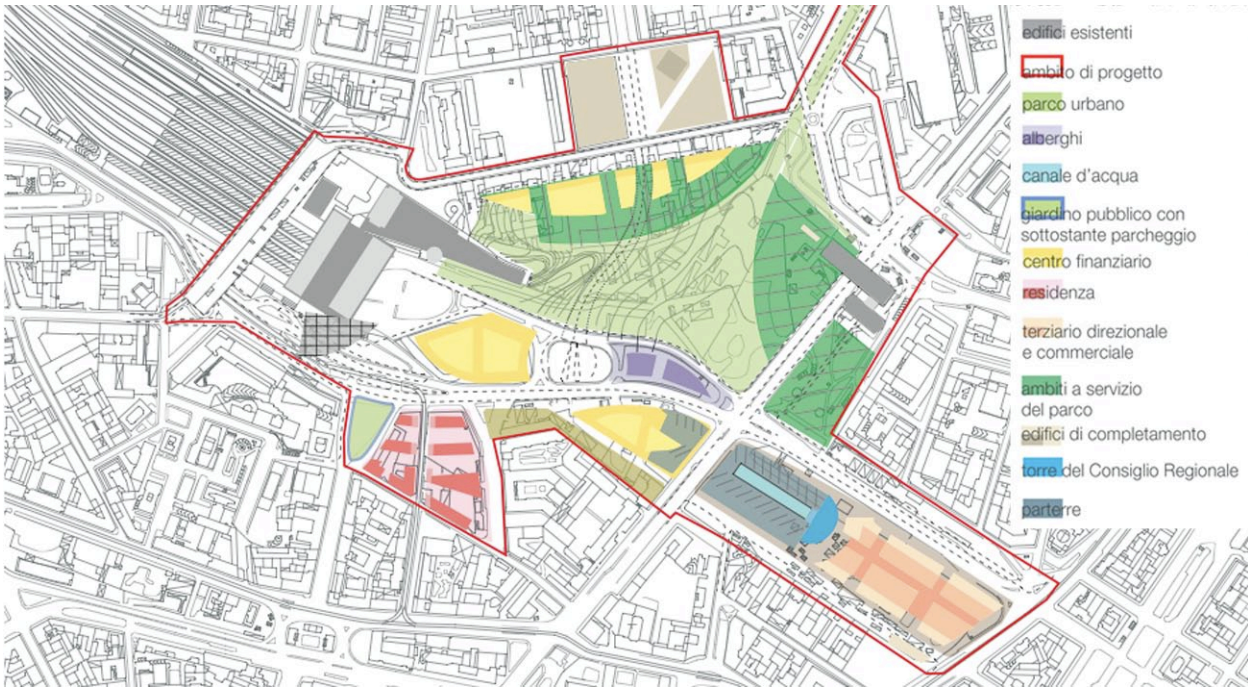 edifici esistenti
ambito di progetto
parco urbano
alberghi
canale d'acqua
giardino pubblico con
sottostante parcheggio
centro finanziario
residenza
terziario direzionale
e commerciale
ambiti a servizio
del parco
edifici di completamento
torre del Consiglio Regionale
parterre